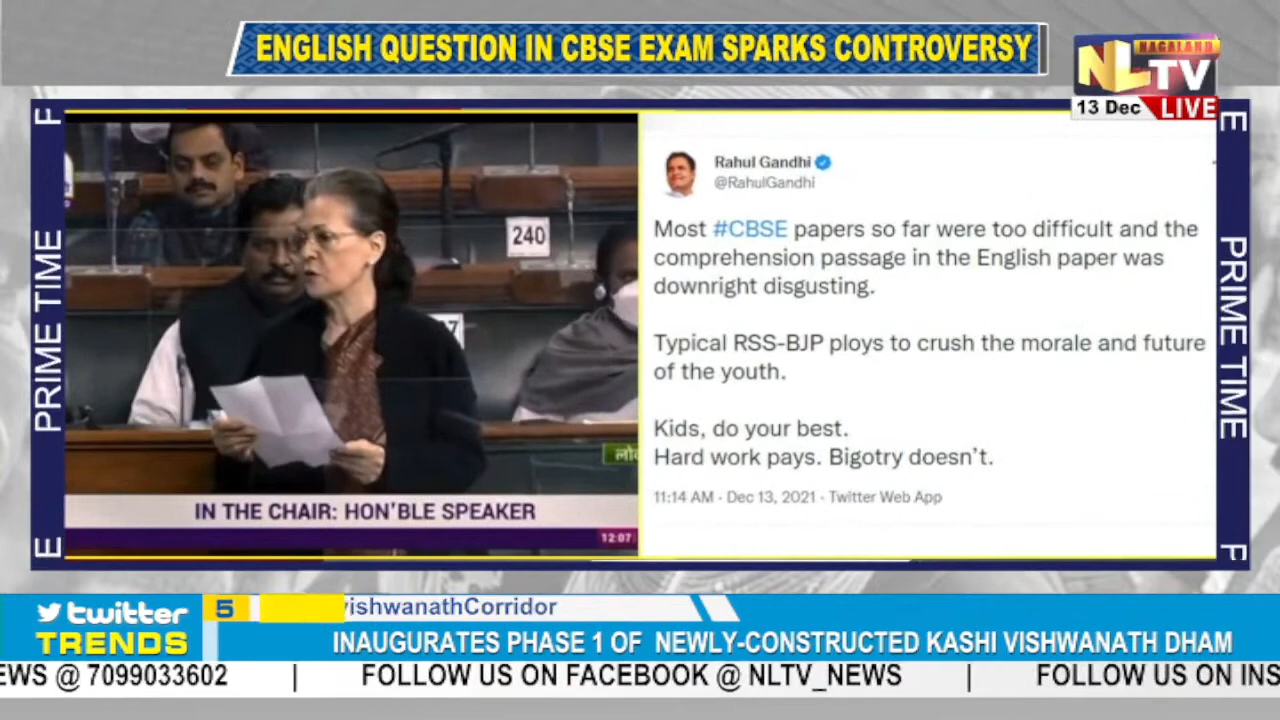 ENGLISH QUESTION IN CBSE EXAM SPARKS CONTROVERSY
NAGALAND
NLTV
13 Dec LIVE
F
PRIME TIME
E
240
7
लो
IN THE CHAIR: HON'BLE SPEAKER
12:07
Rahul Gandhi
@RahulGandhi
Most #CBSE papers so far were too difficult and the
comprehension passage in the English paper was
downright disgusting.
Typical RSS-BJP ploys to crush the morale and future
of the youth.
Kids, do your best.
Hard work pays. Bigotry doesn't.
11:14 AM · Dec 13, 2021 · Twitter Web App
E
PRIME TIME
F
twitter
TRENDS
5
vishwanathCorridor
INAUGURATES PHASE 1 OF NEWLY-CONSTRUCTED KASHI VISHWANATH DHAM
EWS @ 7099033602 | FOLLOW US ON FACEBOOK @ NLTV_NEWS | FOLLOW US ON INS